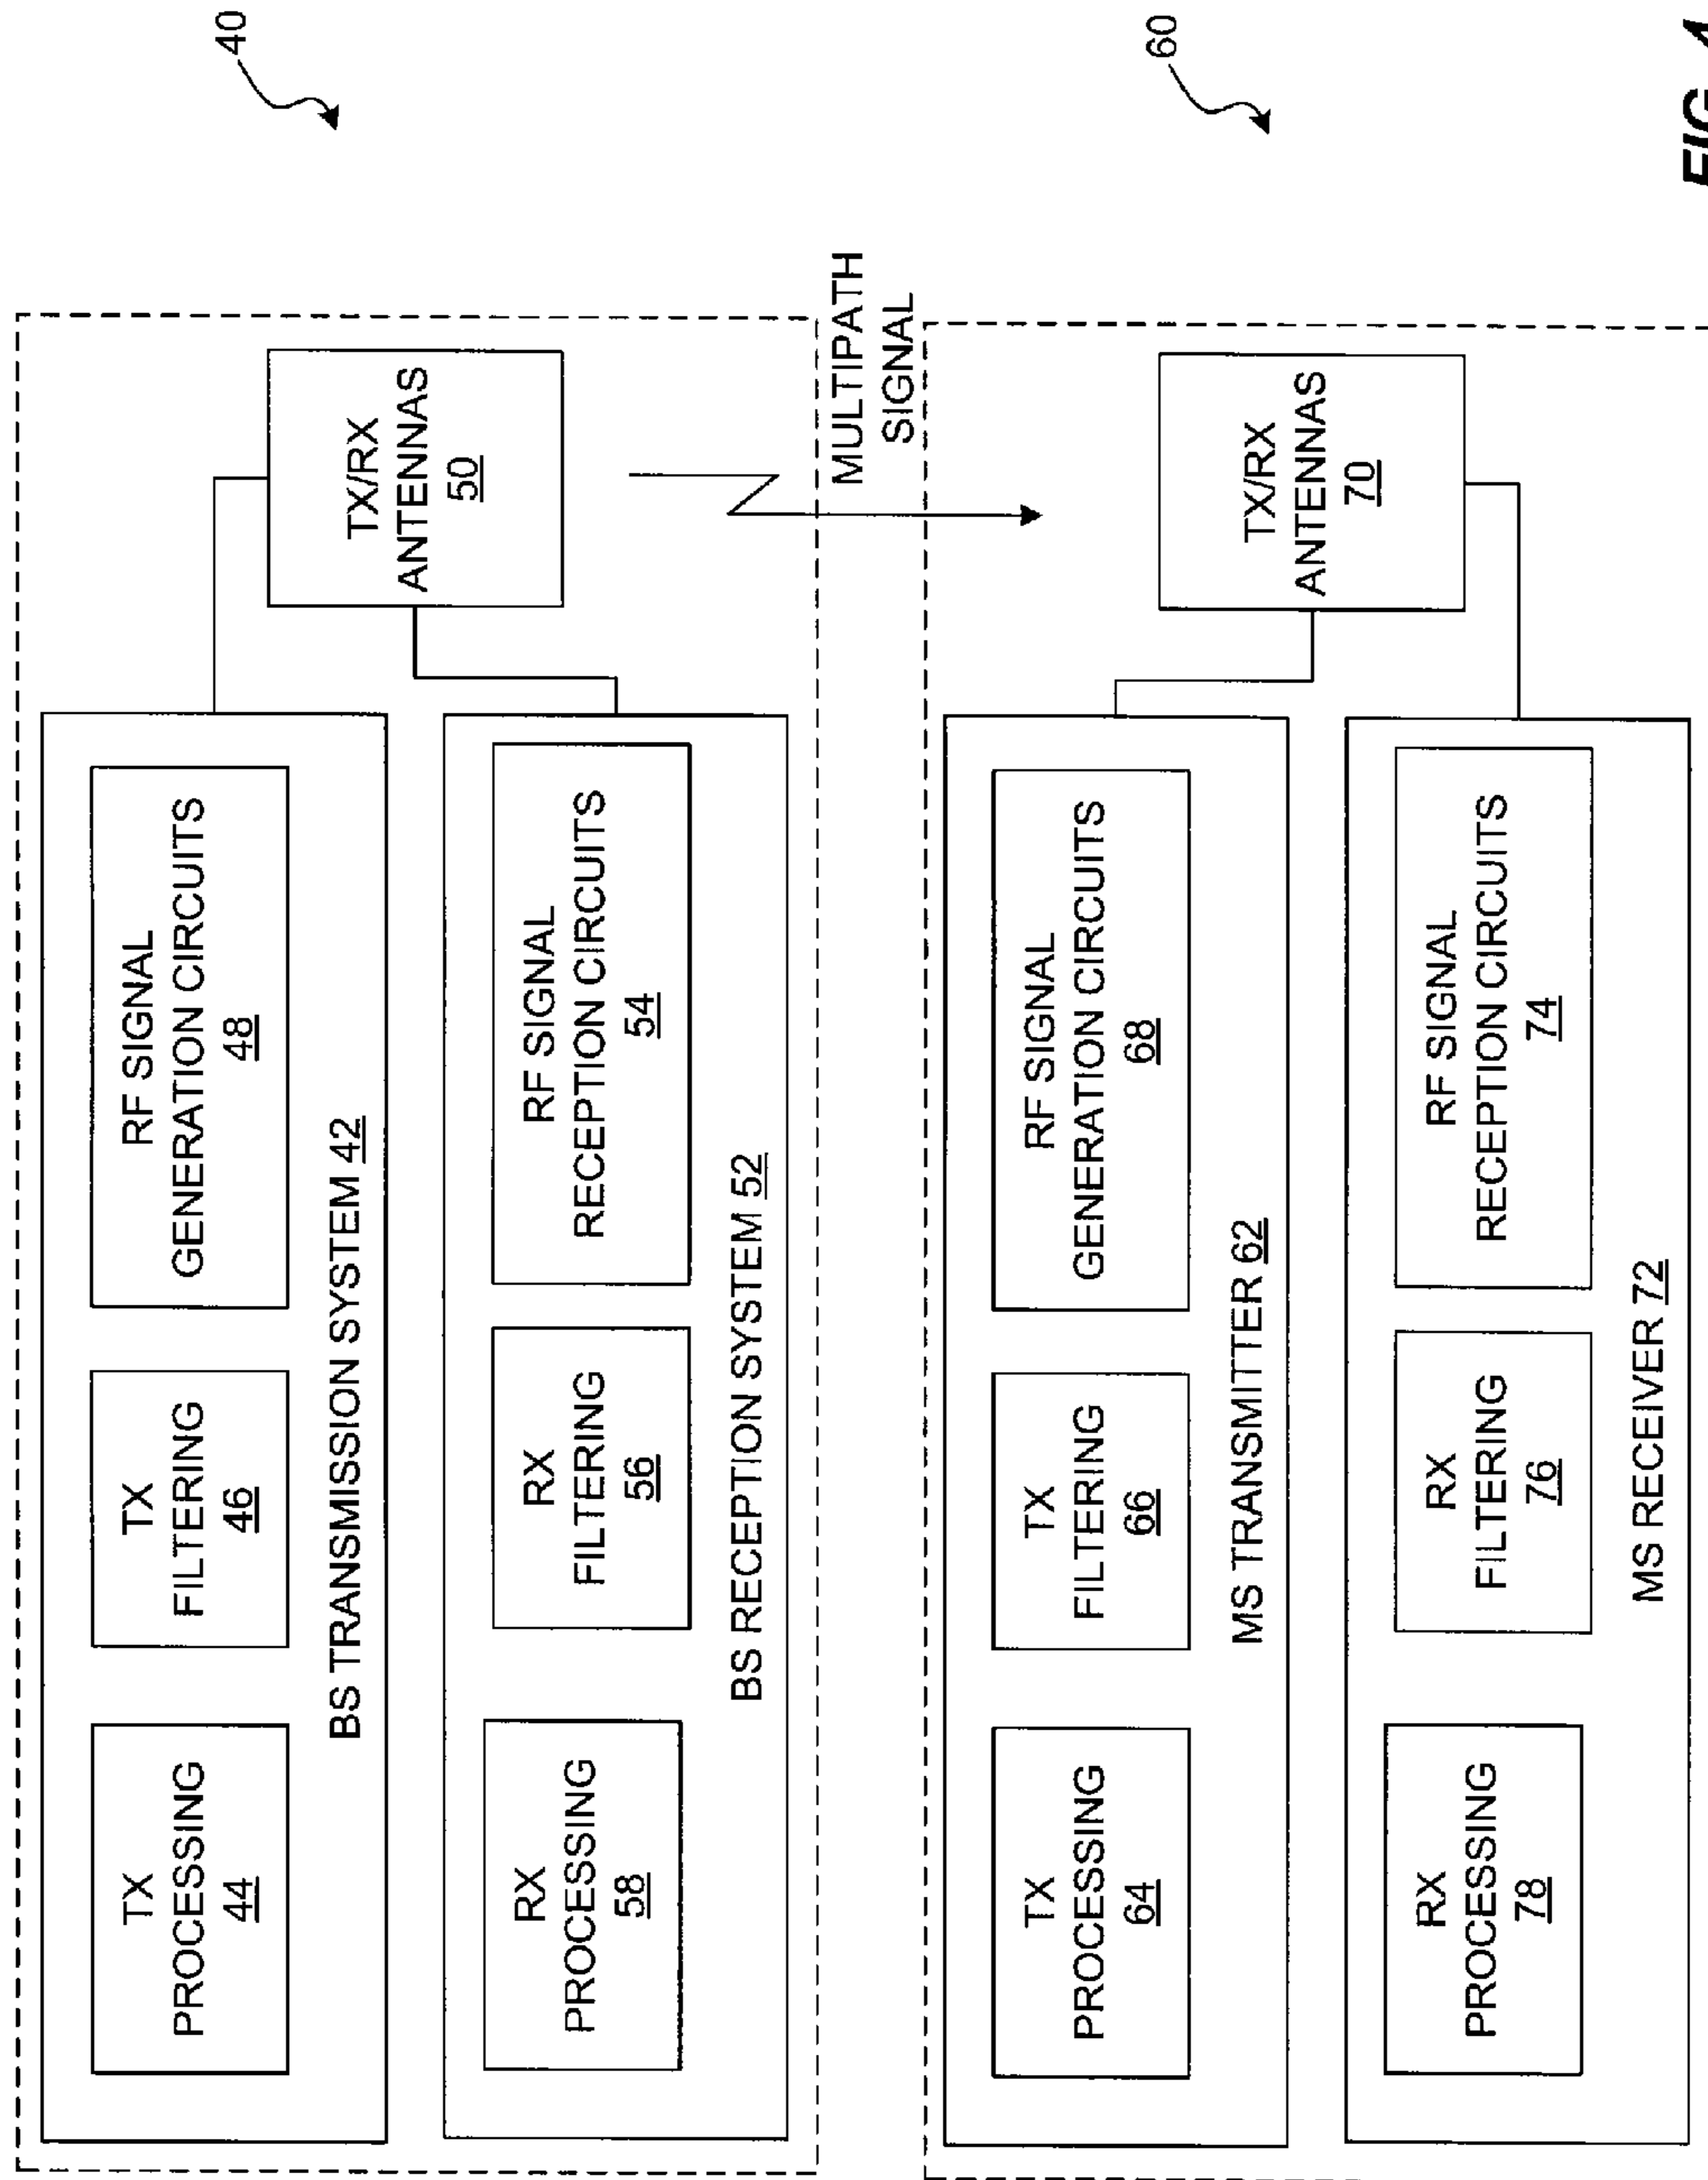 40
TX
PROCESSING
44
TX
FILTERING
46
RF SIGNAL
GENERATION CIRCUITS
48
BS TRANSMISSION SYSTEM 42
TX/RX
ANTENNAS
50
RX
PROCESSING
58
RX
FILTERING
56
RF SIGNAL
RECEPTION CIRCUITS
54
BS RECEPTION SYSTEM 52
MULTIPATH
SIGNAL
60
TX
PROCESSING
64
TX
FILTERING
66
RF SIGNAL
GENERATION CIRCUITS
68
MS TRANSMITTER 62
TX/RX
ANTENNAS
70
RX
PROCESSING
78
RX
FILTERING
76
RF SIGNAL
RECEPTION CIRCUITS
74
MS RECEIVER 72
FIG.